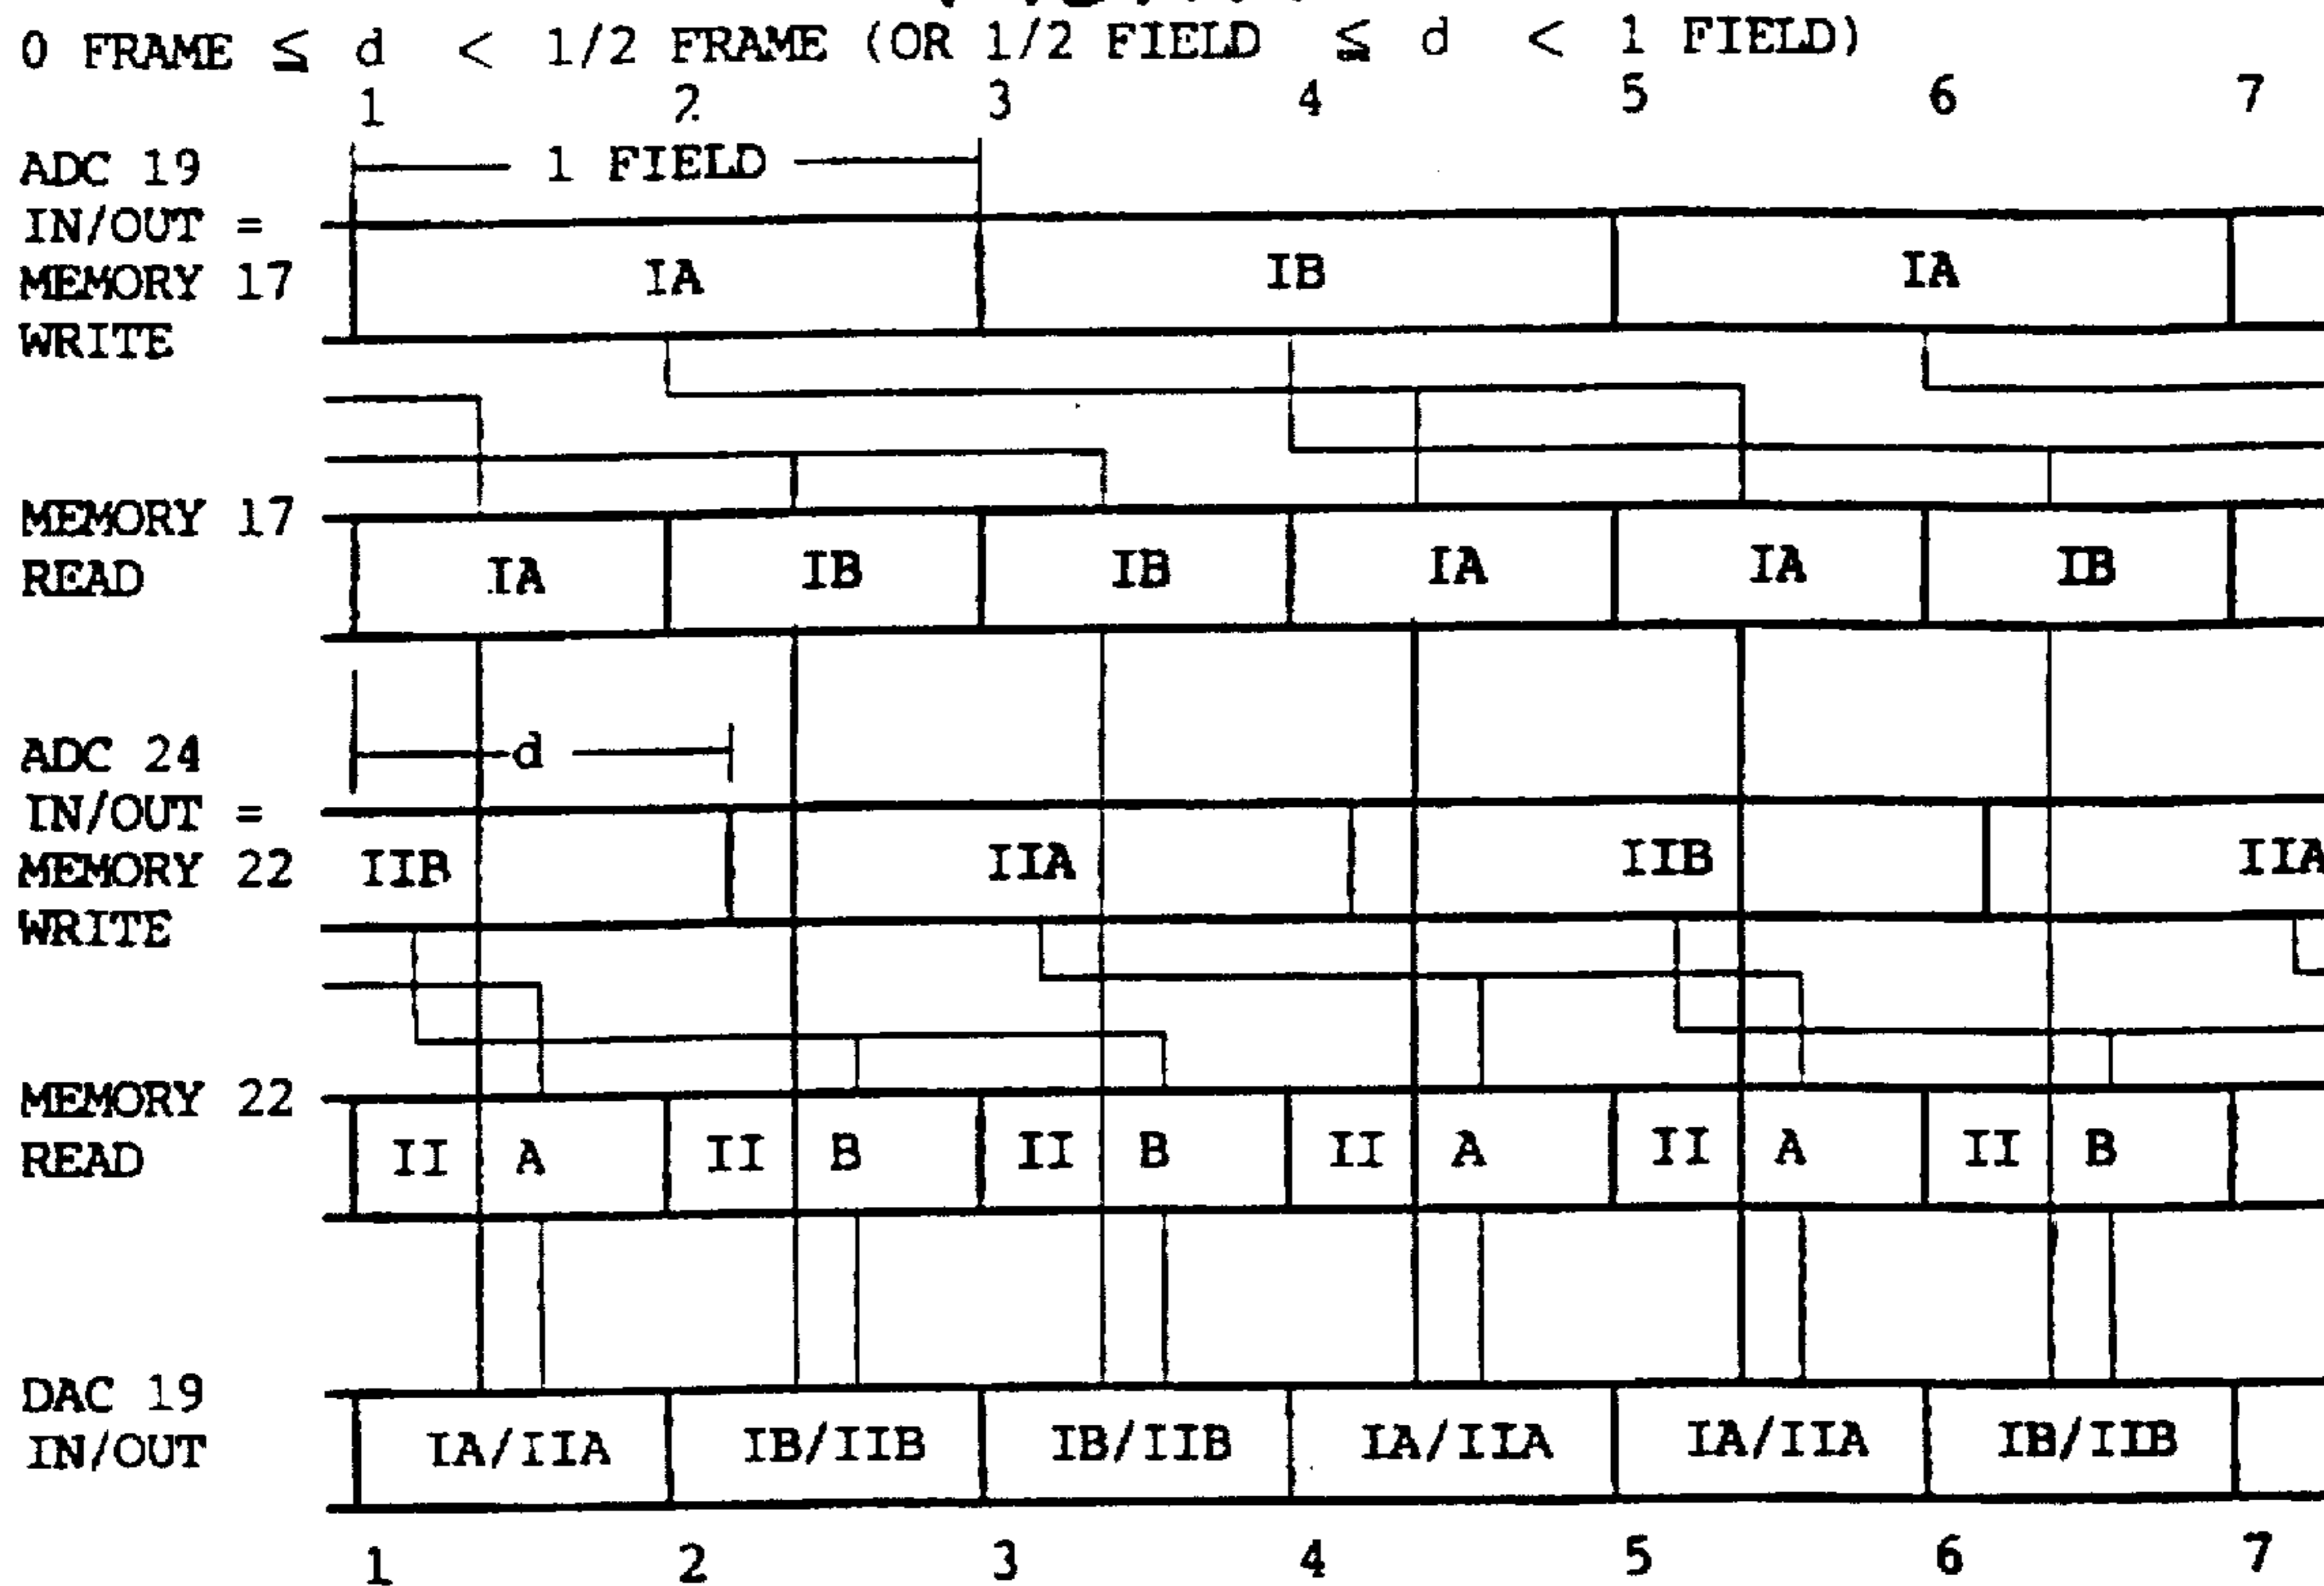 0 FRAME ≦ d < 1/2 FRAME (OR 1/2 FIELD ≦ d < 1 FIELD)
1 2 3 4 5 6 7
1 FIELD
ADC 19
IN/OUT =
MEMORY 17
WRITE
IA IB IA
MEMORY 17
READ
IA IB IB IA IA IB
d
ADC 24
IN/OUT =
MEMORY 22
WRITE
IIB IIA IIB IIA
MEMORY 22
READ
II A II B II B II A II A II B
DAC 19
IN/OUT
IA/IIA IB/IIB IB/IIB IA/IIA IA/IIA IB/IIB
1 2 3 4 5 6 7